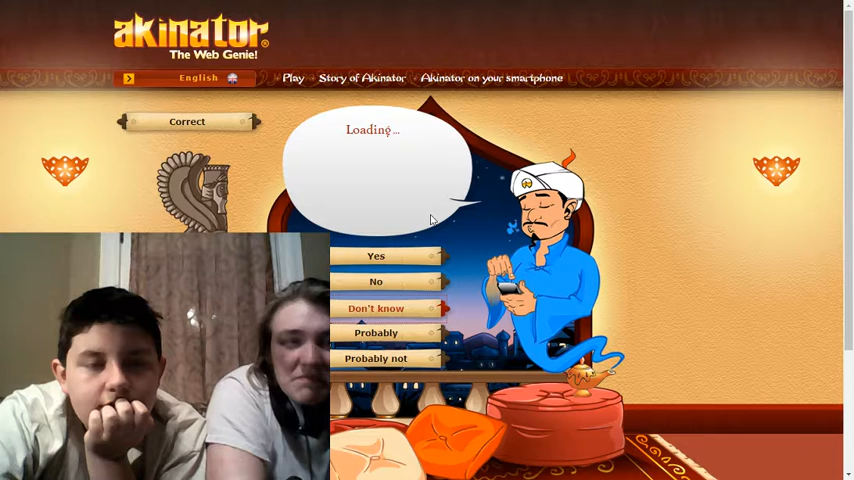 akinator®
The Web Genie!
English
Play
Story of Akinator
Akinator on your smartphone
Correct
Loading ...
Yes
No
Don't know
Probably
Probably not